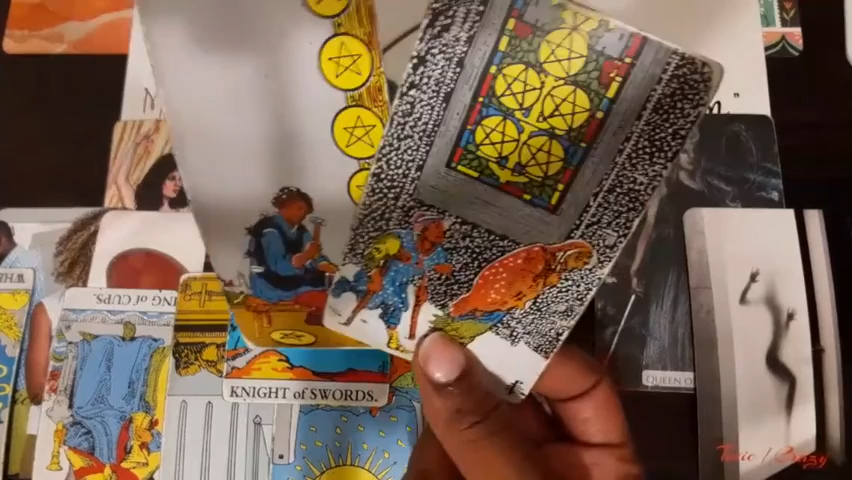 KING OF CUPS.
KNIGHT OF SWORDS.
QUEEN O
Toxic / Crazy